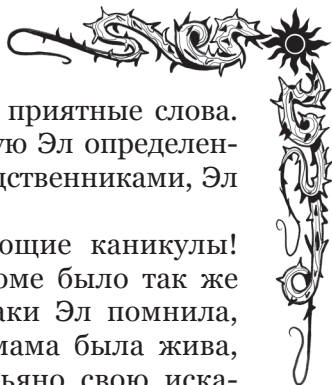 приятные слова.
ую Эл определен-
дственниками, Эл
ющие каникулы!
оме было так же
аки Эл помнила,
мама была жива,
ьяно свою иска-